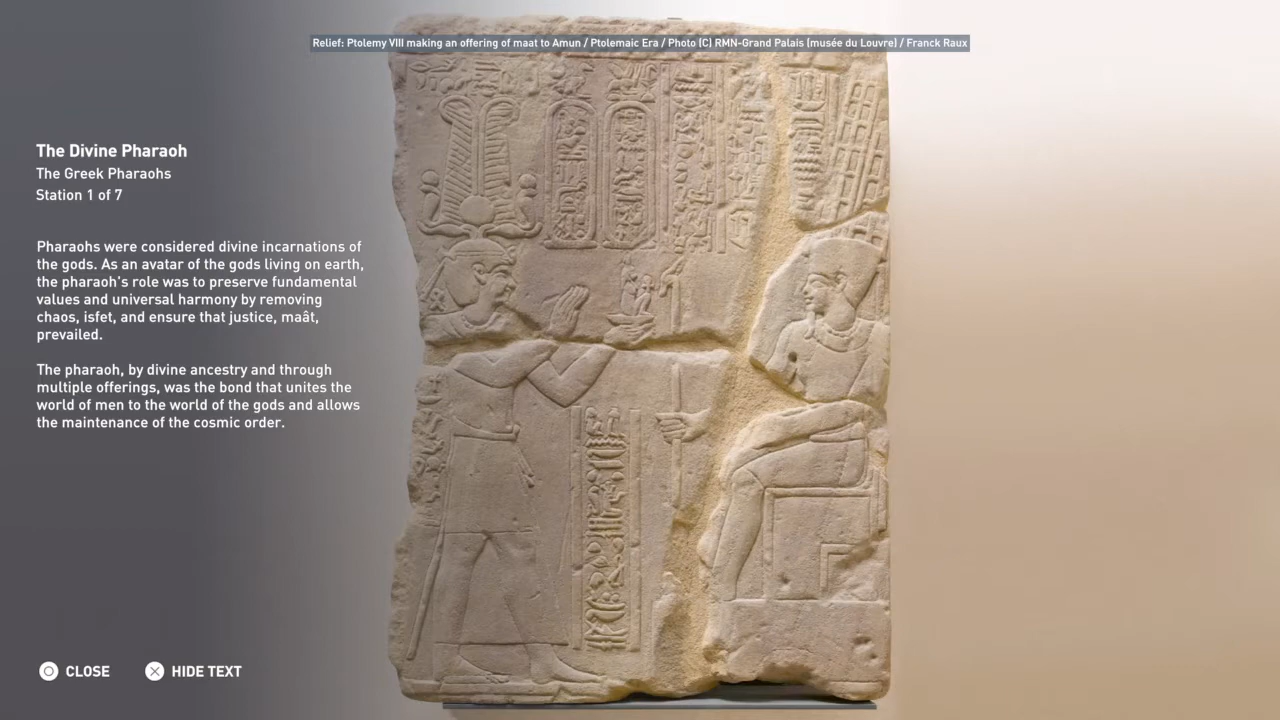 Relief: Ptolemy VIII making an offering of maat to Amun / Ptolemaic Era / Photo (C) RMN-Grand Palais (musée du Louvre) / Franck Raux
The Divine Pharaoh
The Greek Pharaohs
Station 1 of 7
Pharaohs were considered divine incarnations of
the gods. As an avatar of the gods living on earth,
the pharaoh's role was to preserve fundamental
values and universal harmony by removing
chaos, isfet, and ensure that justice, maât,
prevailed.
The pharaoh, by divine ancestry and through
multiple offerings, was the bond that unites the
world of men to the world of the gods and allows
the maintenance of the cosmic order.
CLOSE
HIDE TEXT